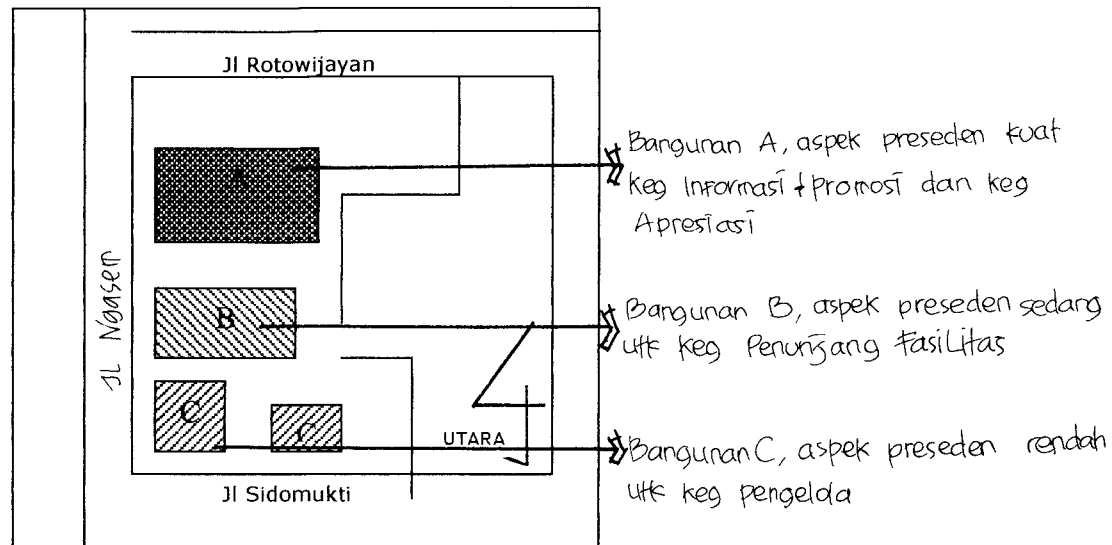 Jl Rotowijayan
A
Bangunan A, aspek preseden kuat
keg Informasi + promosi dan keg
Apresiasi
Jl Ngasem
B
Bangunan B, aspek preseden sedang
utk keg Penunjang Fasilitas
C
C
UTARA
Bangunan C, aspek preseden rendah
utk keg pengelola
Jl Sidomukti